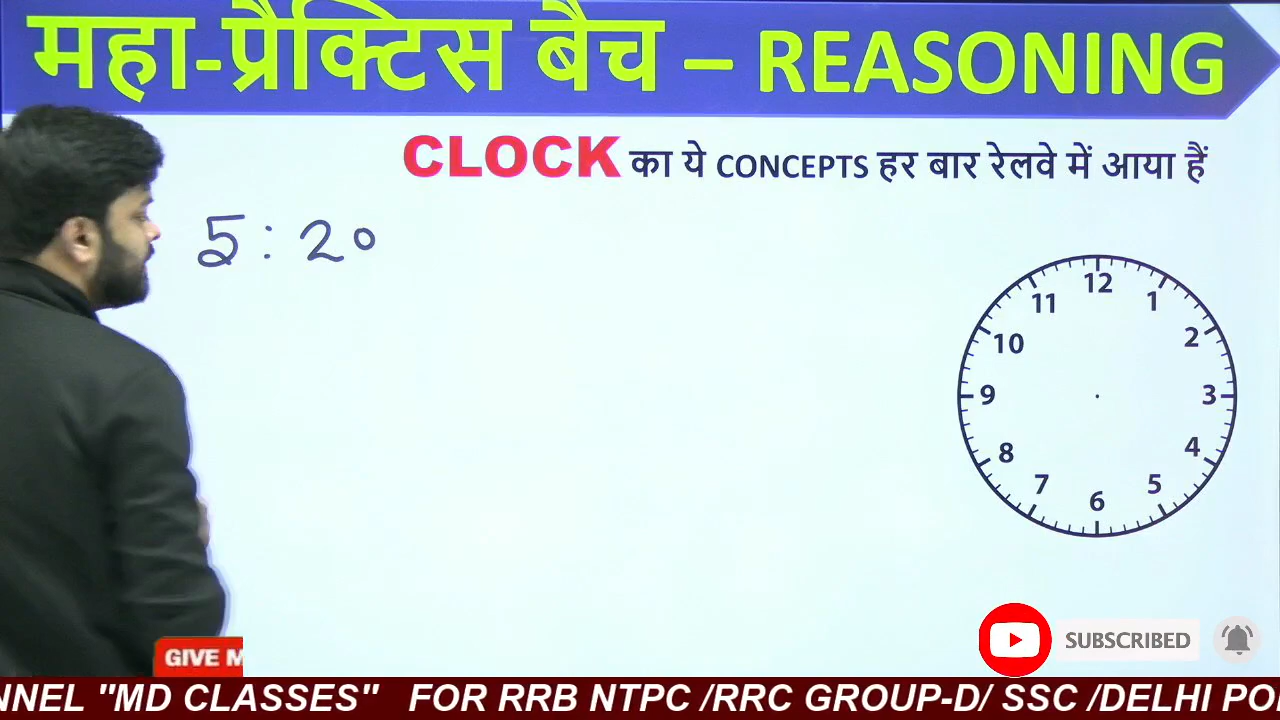 महा-प्रैक्टिस बैच – REASONING
CLOCK का ये CONCEPTS हर बार रेलवे में आया हैं
5 : 20
12
11 1
10 2
9 3
8 4
7 5
6
SUBSCRIBED
GIVE M
NNEL "MD CLASSES" FOR RRB NTPC /RRC GROUP-D/ SSC /DELHI PO